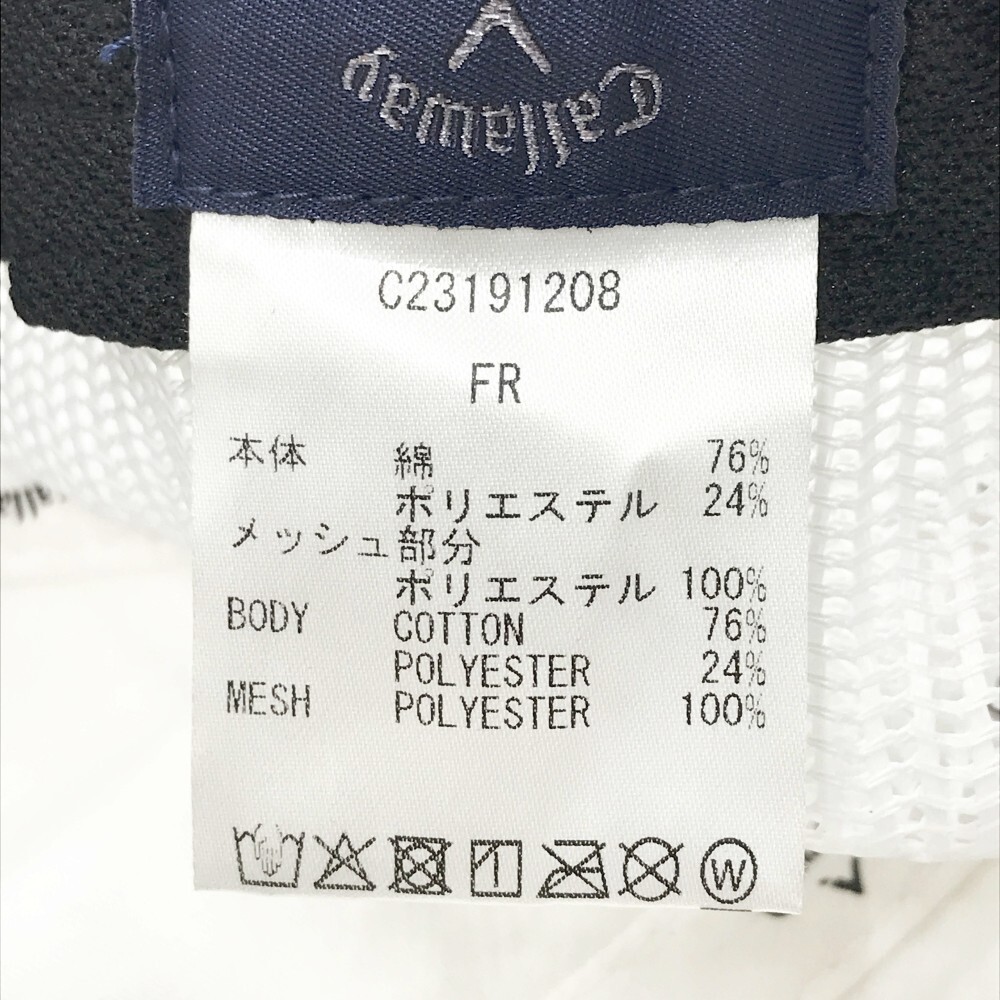 Callaway
C23191208
FR
本体 綿 76%
ポリエステル 24%
メッシュ部分
ポリエステル 100%
BODY COTTON 76%
POLYESTER 24%
MESH POLYESTER 100%
W